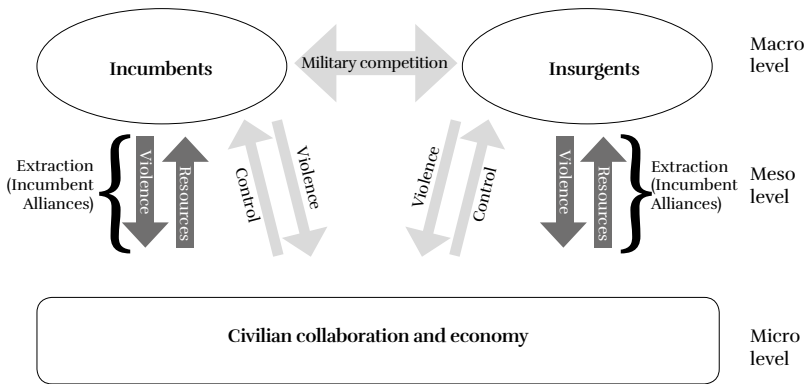 Incumbents
Military competition
Insurgents
Macro
level
Extraction
(Incumbent
Alliances)
Violence
Resources
Control
Violence
Violence
Control
Violence
Resources
Extraction
(Incumbent
Alliances)
Meso
level
Civilian collaboration and economy
Micro
level